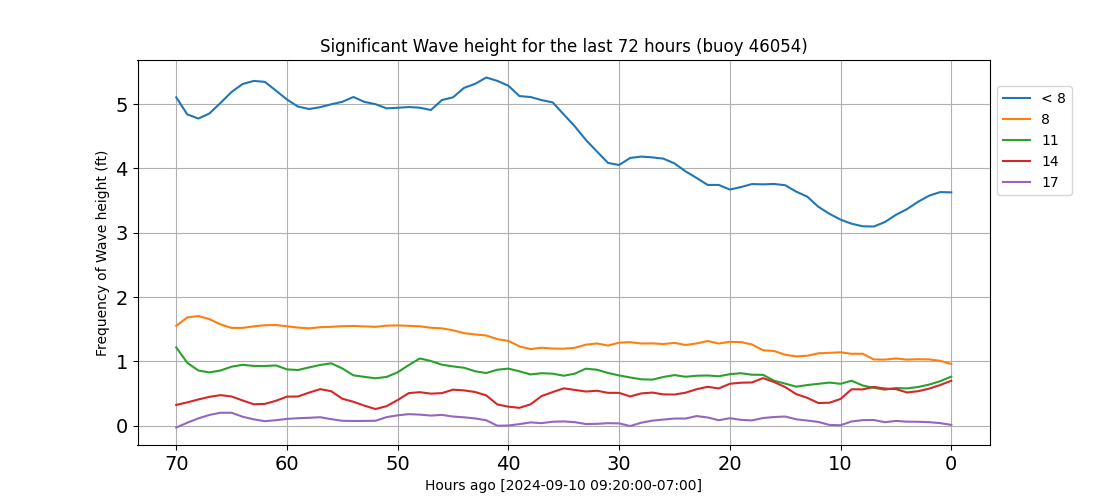 Significant Wave height for the last 72 hours (buoy 46054)
Frequency of Wave height (ft)
5
4
3
2
1
0
70 60 50 40 30 20 10 0
Hours ago [2024-09-10 09:20:00-07:00]
< 8
8
11
14
17